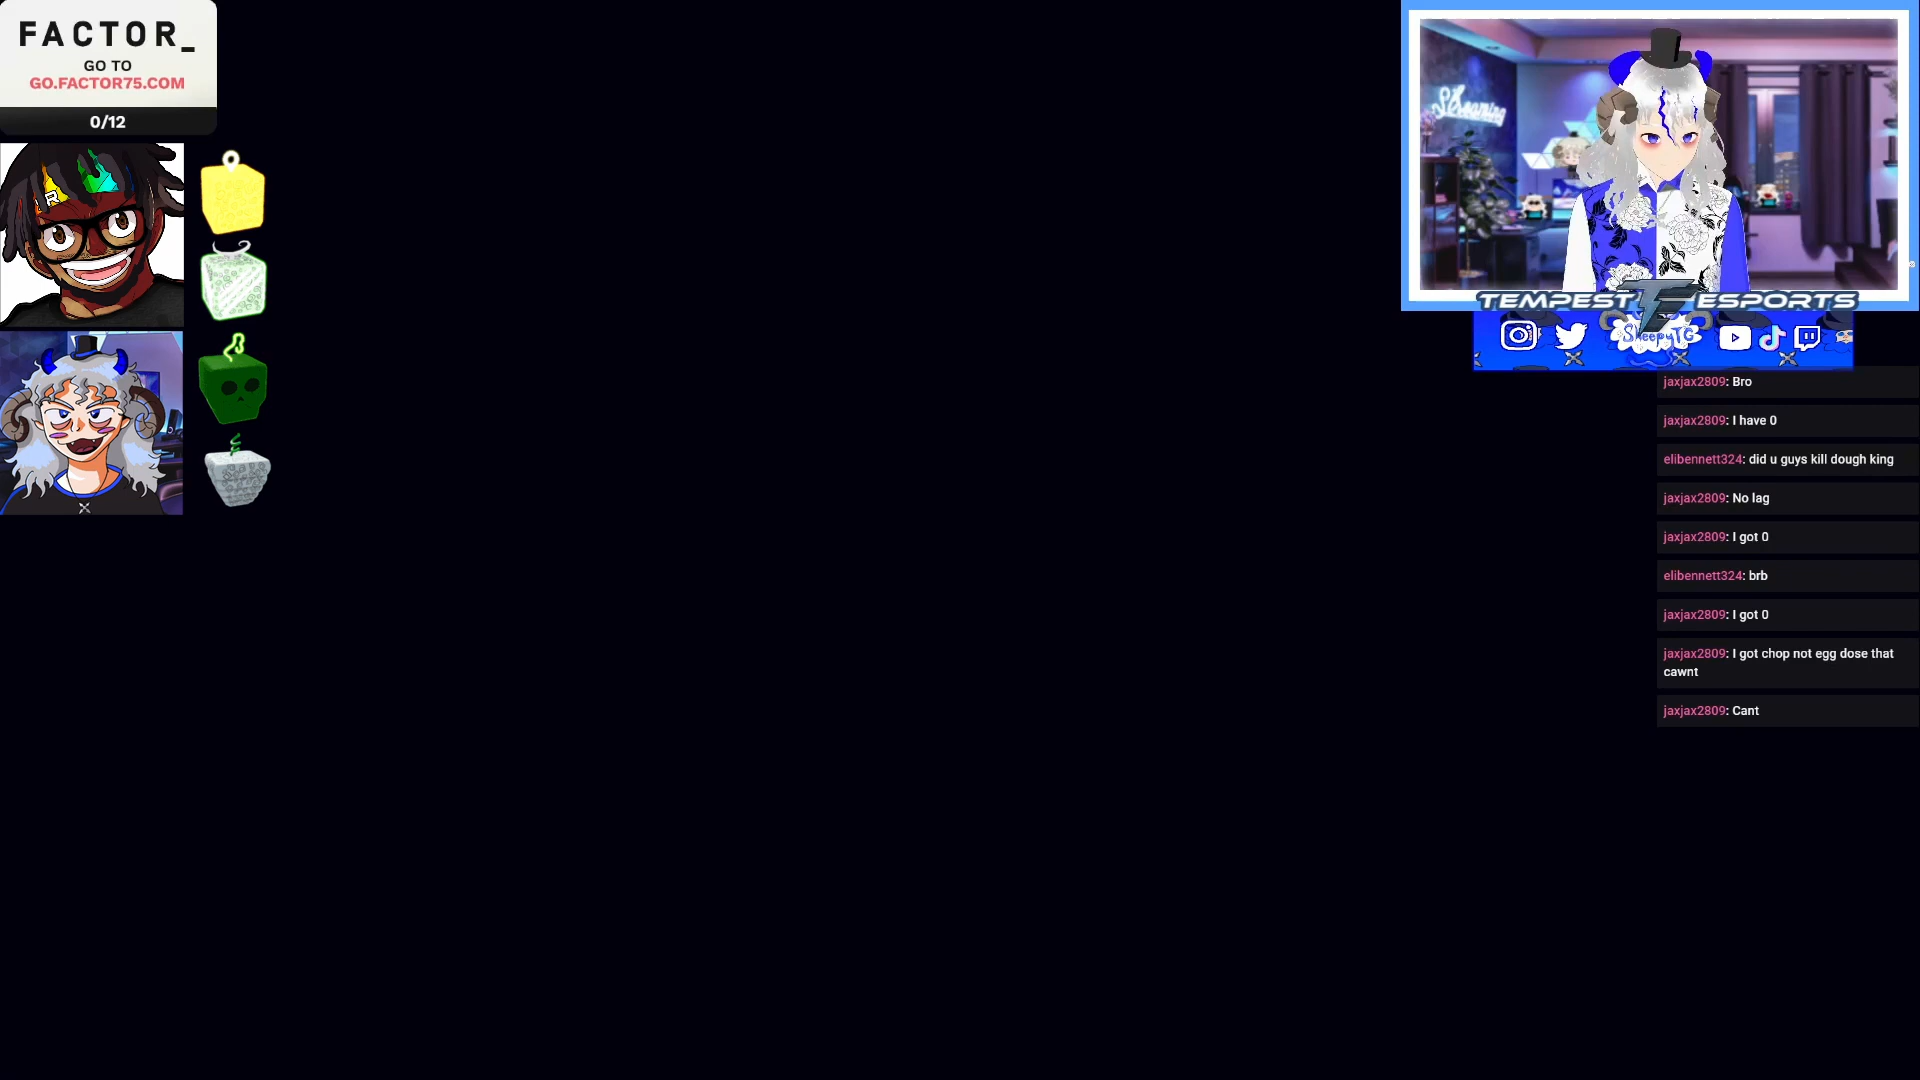 FACTOR_
GO TO
GO.FACTOR75.COM
0/12
R
Streaming
TEMPEST ESPORTS
SheepyTG
jaxjax2809: Bro
jaxjax2809: I have 0
elibennett324: did u guys kill dough king
jaxjax2809: No lag
jaxjax2809: I got 0
elibennett324: brb
jaxjax2809: I got 0
jaxjax2809: I got chop not egg dose that
cawnt
jaxjax2809: Cant